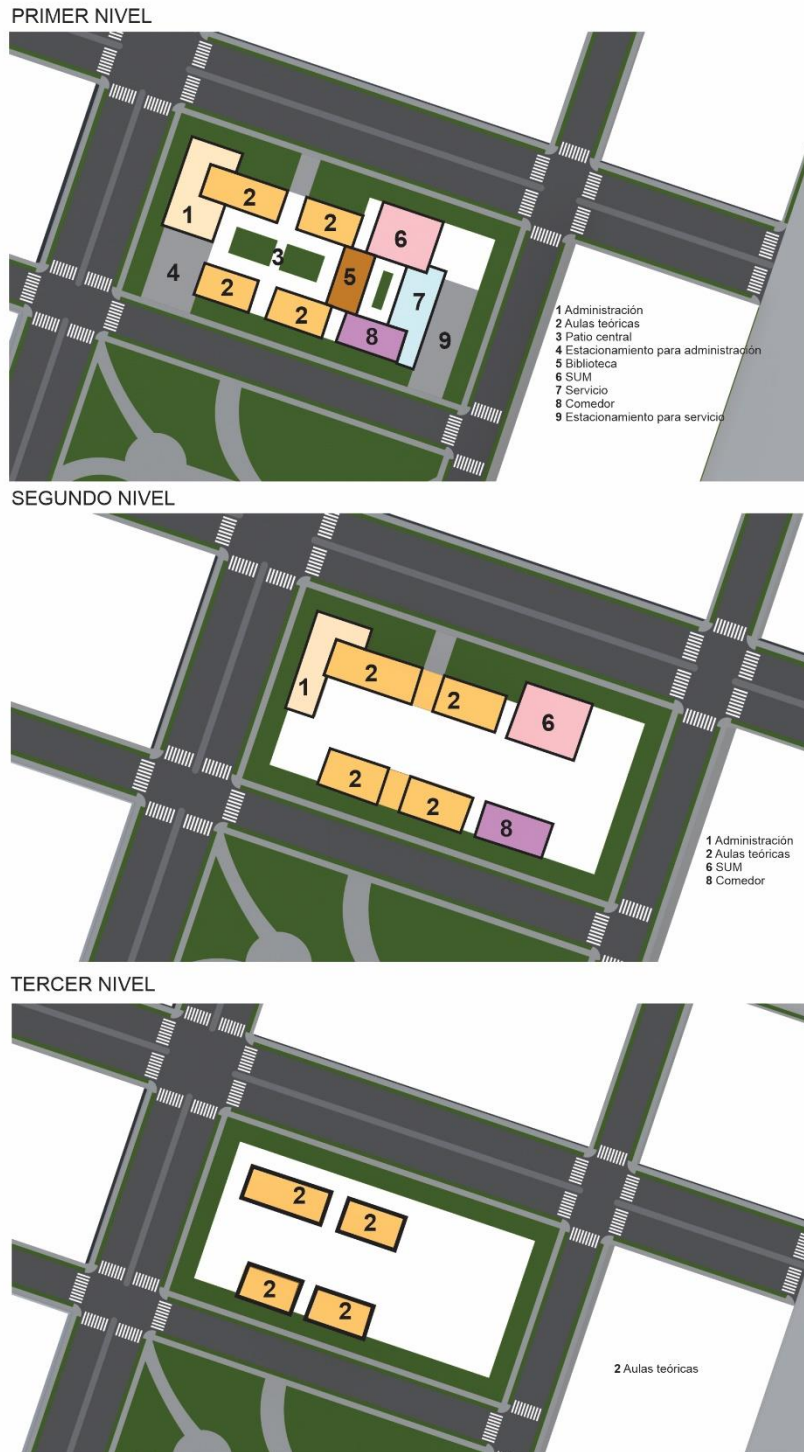 PRIMER NIVEL
1
2
2
6
3
4
5
2
2
7
8
9
1 Administración
2 Aulas teóricas
3 Patio central
4 Estacionamiento para administración
5 Biblioteca
6 SUM
7 Servicio
8 Comedor
9 Estacionamiento para servicio
SEGUNDO NIVEL
1
2
2
6
2
2
8
1 Administración
2 Aulas teóricas
6 SUM
8 Comedor
TERCER NIVEL
2
2
2
2
2 Aulas teóricas